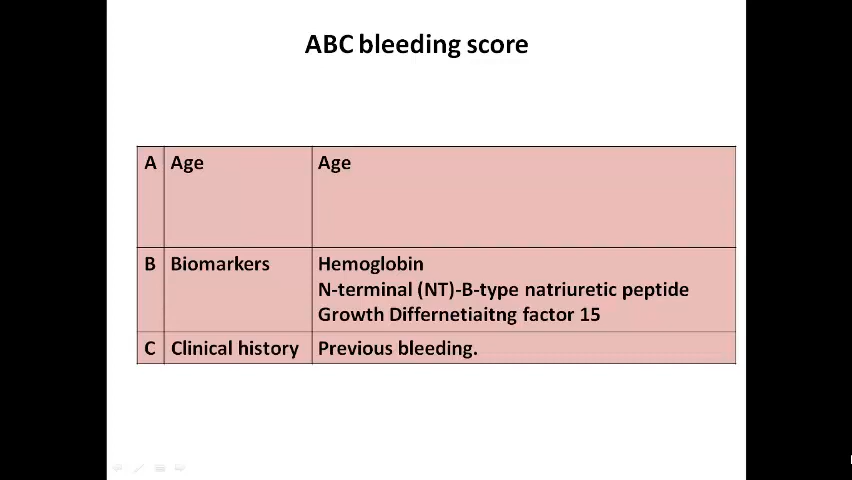 ABC bleeding score
A Age Age
B Biomarkers Hemoglobin
N-terminal (NT)-B-type natriuretic peptide
Growth Differnetiaitng factor 15
C Clinical history Previous bleeding.